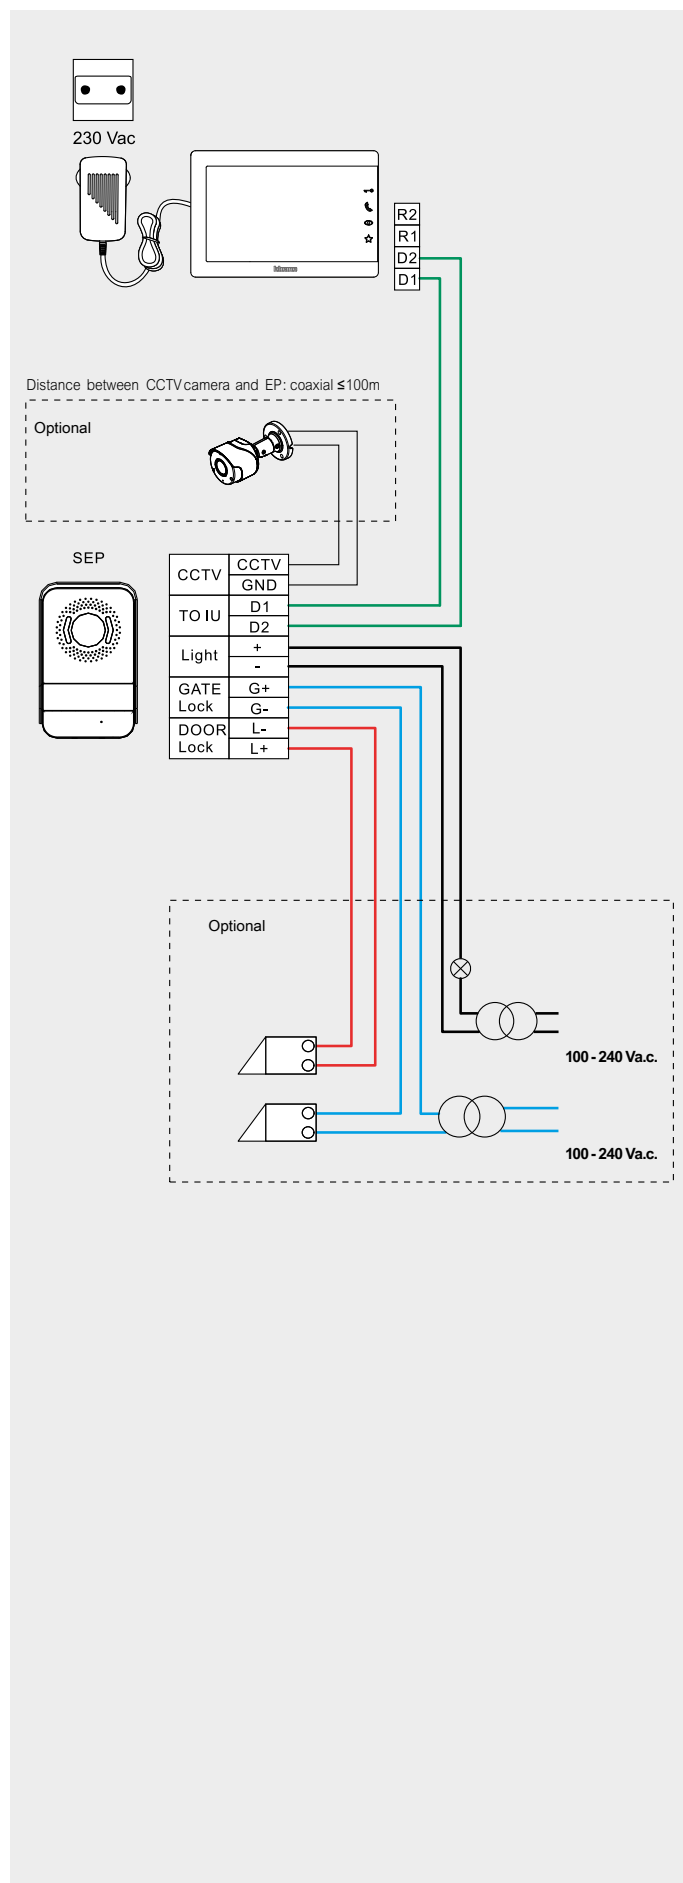 230 Vac
R2
R1
D2
D1
bticino
Distance between CCTV camera and EP: coaxial ≤100m
Optional
SEP
CCTV
CCTV
GND
TO IU
D1
D2
Light
+
-
GATE
Lock
G+
G-
DOOR
Lock
L-
L+
Optional
100 - 240 Va.c.
100 - 240 Va.c.